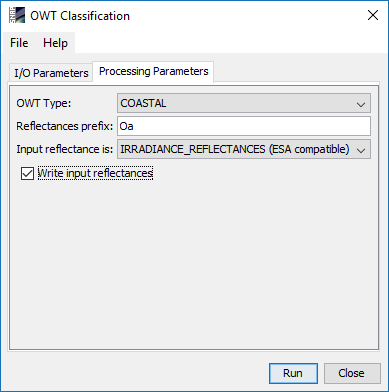 OWT Classification
File Help
I/O Parameters Processing Parameters
OWT Type: COASTAL
Reflectances prefix: Oa
Input reflectance is: IRRADIANCE_REFLECTANCES (ESA compatible)
Write input reflectances
Run Close